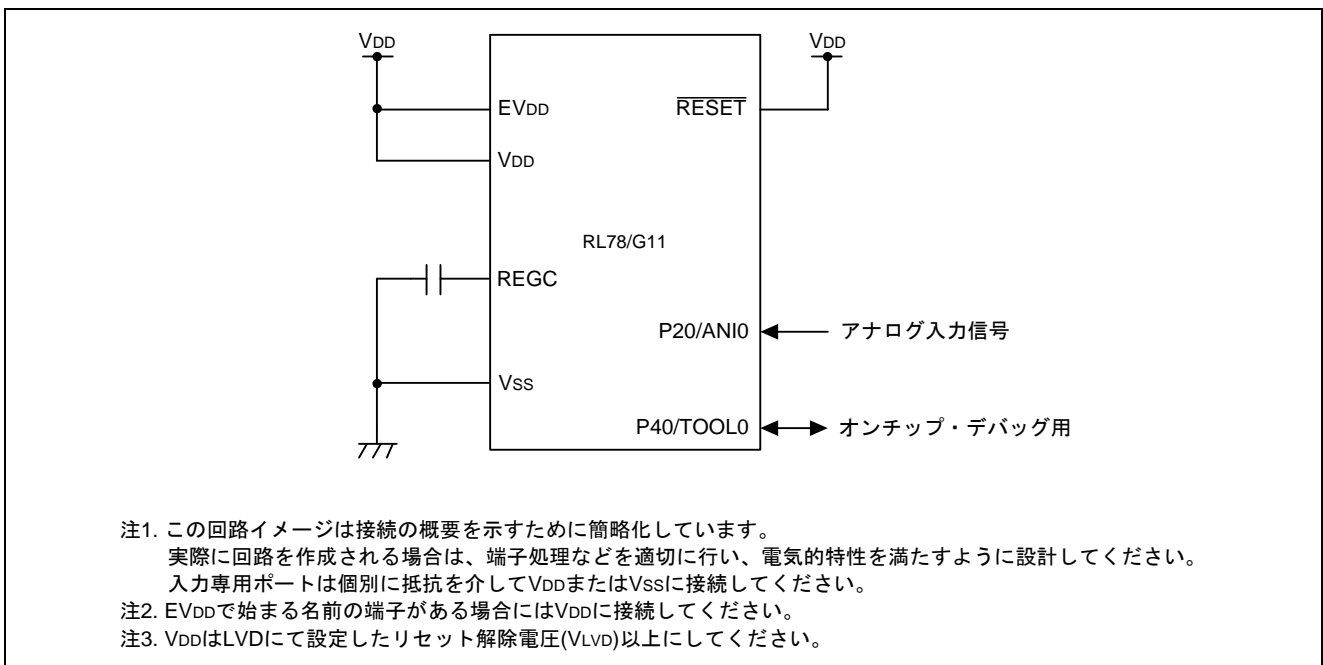 VDD
VDD
EVDD
RESET
VDD
RL78/G11
REGC
P20/ANI0
アナログ入力信号
VSS
P40/TOOL0
オンチップ・デバッグ用
注1. この回路イメージは接続の概要を示すために簡略化しています。
実際に回路を作成される場合は、端子処理などを適切に行い、電気的特性を満たすように設計してください。
入力専用ポートは個別に抵抗を介してVDDまたはVSSに接続してください。
注2. EVDDで始まる名前の端子がある場合にはVDDに接続してください。
注3. VDDはLVDにて設定したリセット解除電圧(VLVD)以上にしてください。